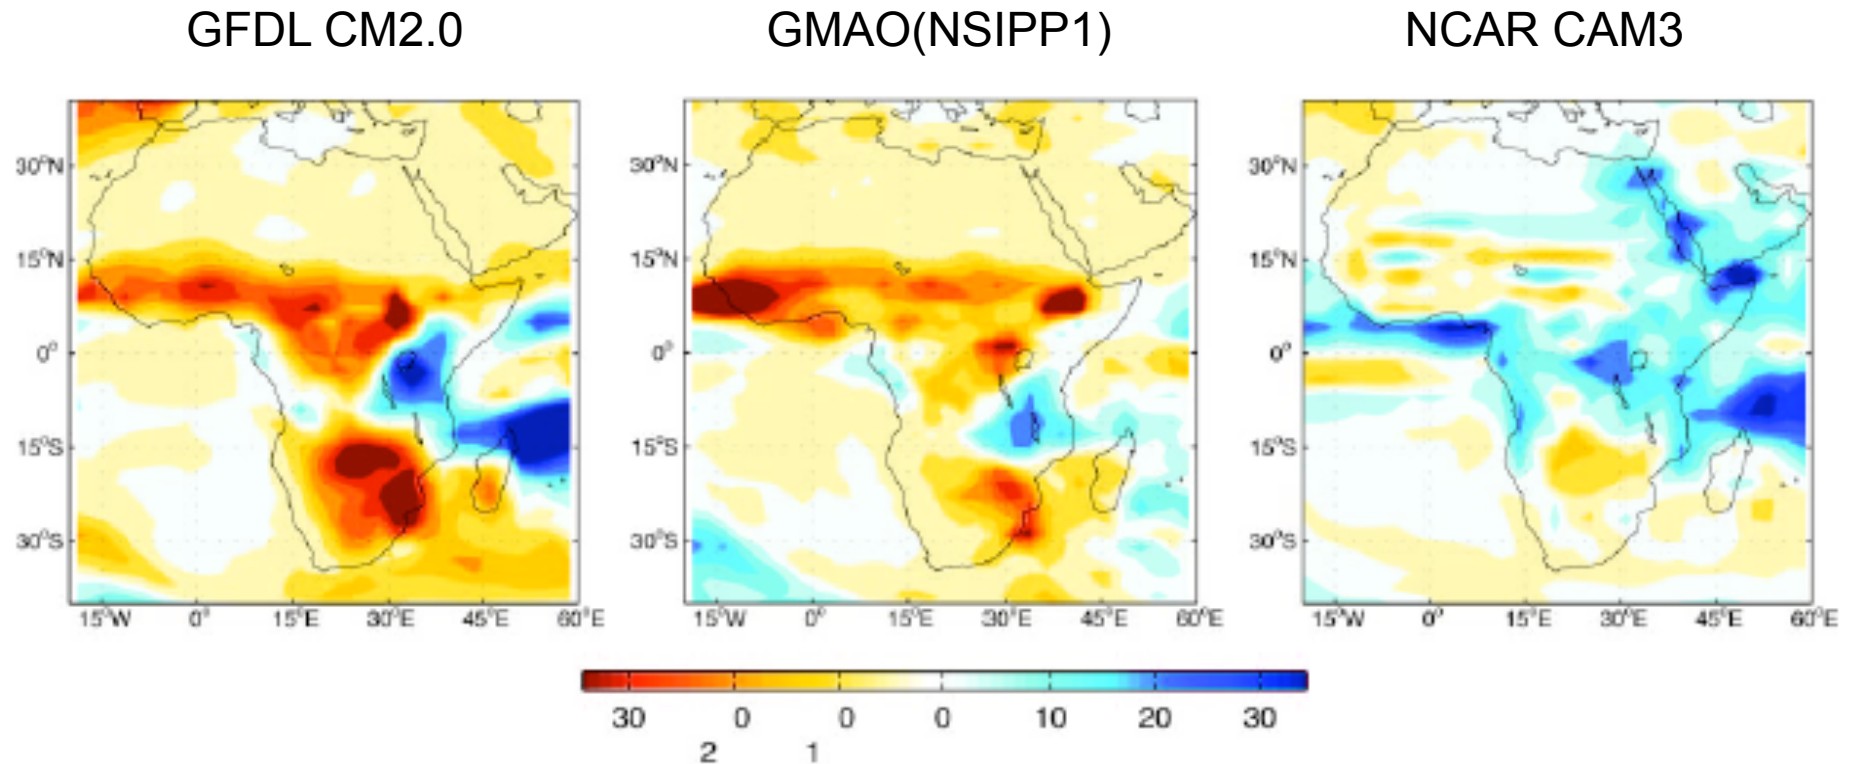 GFDL CM2.0 GMAO(NSIPP1) NCAR CAM3
30°N 30°N 30°N
15°N 15°N 15°N
0° 0° 0°
15°S 15°S 15°S
30°S 30°S 30°S
15°W 0° 15°E 30°E 45°E 60°E 15°W 0° 15°E 30°E 45°E 60°E 15°W 0° 15°E 30°E 45°E 60°E
30 0 0 0 10 20 30
2 1